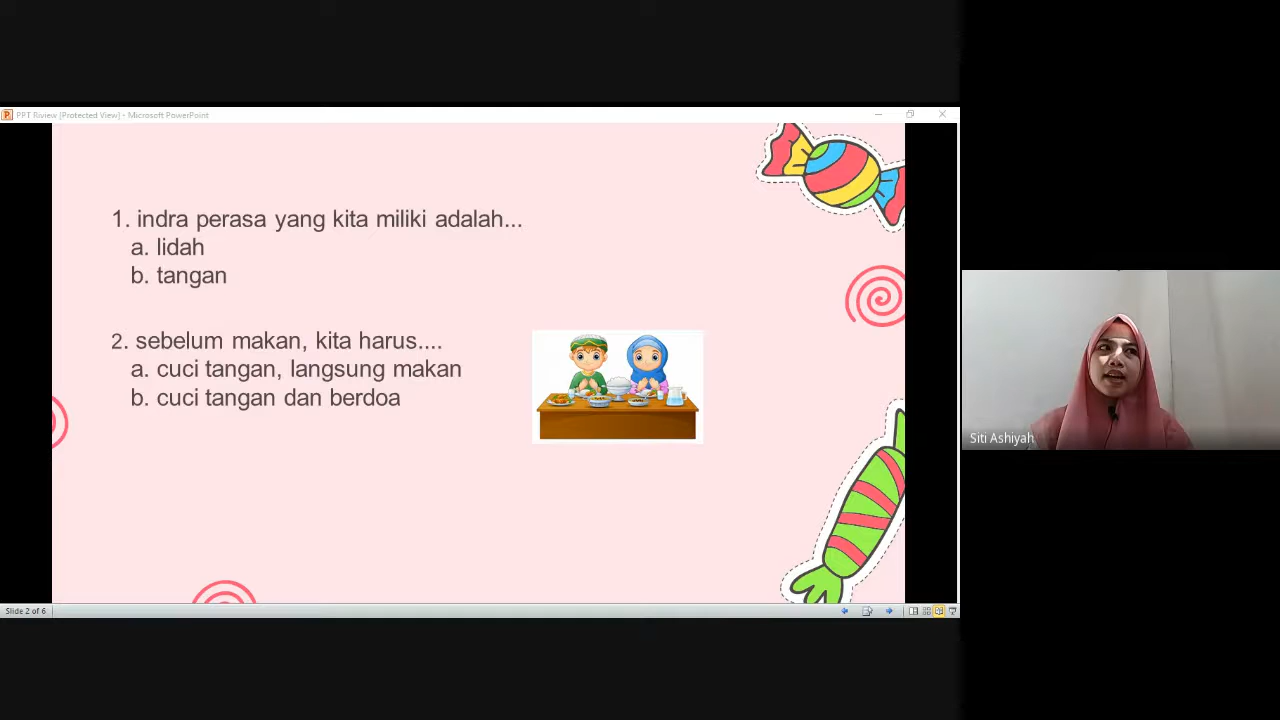 PPT Riview [Protected View] - Microsoft PowerPoint
1. indra perasa yang kita miliki adalah...
a. lidah
b. tangan
2. sebelum makan, kita harus....
a. cuci tangan, langsung makan
b. cuci tangan dan berdoa
Siti Ashiyah
Slide 2 of 6